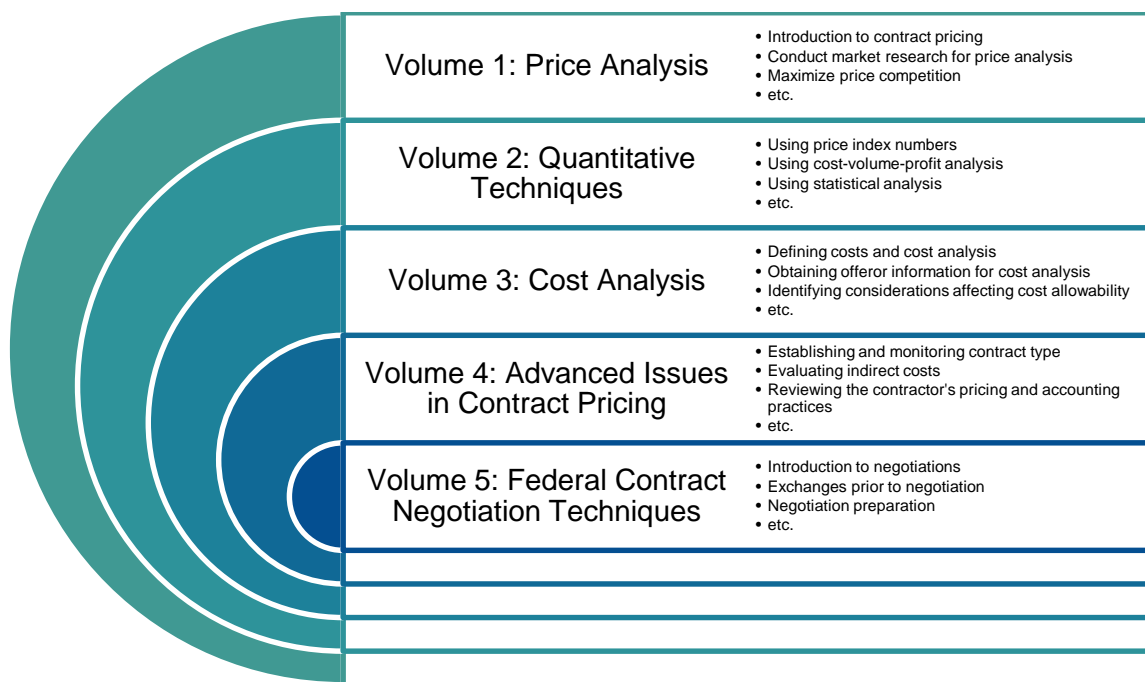 Volume 1: Price Analysis
• Introduction to contract pricing
• Conduct market research for price analysis
• Maximize price competition
• etc.
Volume 2: Quantitative
Techniques
• Using price index numbers
• Using cost-volume-profit analysis
• Using statistical analysis
• etc.
Volume 3: Cost Analysis
• Defining costs and cost analysis
• Obtaining offeror information for cost analysis
• Identifying considerations affecting cost allowability
• etc.
Volume 4: Advanced Issues
in Contract Pricing
• Establishing and monitoring contract type
• Evaluating indirect costs
• Reviewing the contractor's pricing and accounting
practices
• etc.
Volume 5: Federal Contract
Negotiation Techniques
• Introduction to negotiations
• Exchanges prior to negotiation
• Negotiation preparation
• etc.